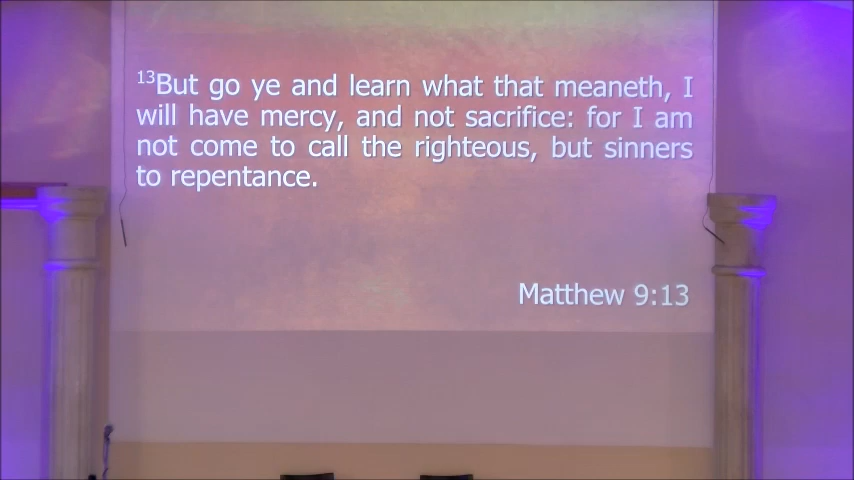 13But go ye and learn what that meaneth, I
will have mercy, and not sacrifice: for I am
not come to call the righteous, but sinners
to repentance.
Matthew 9:13